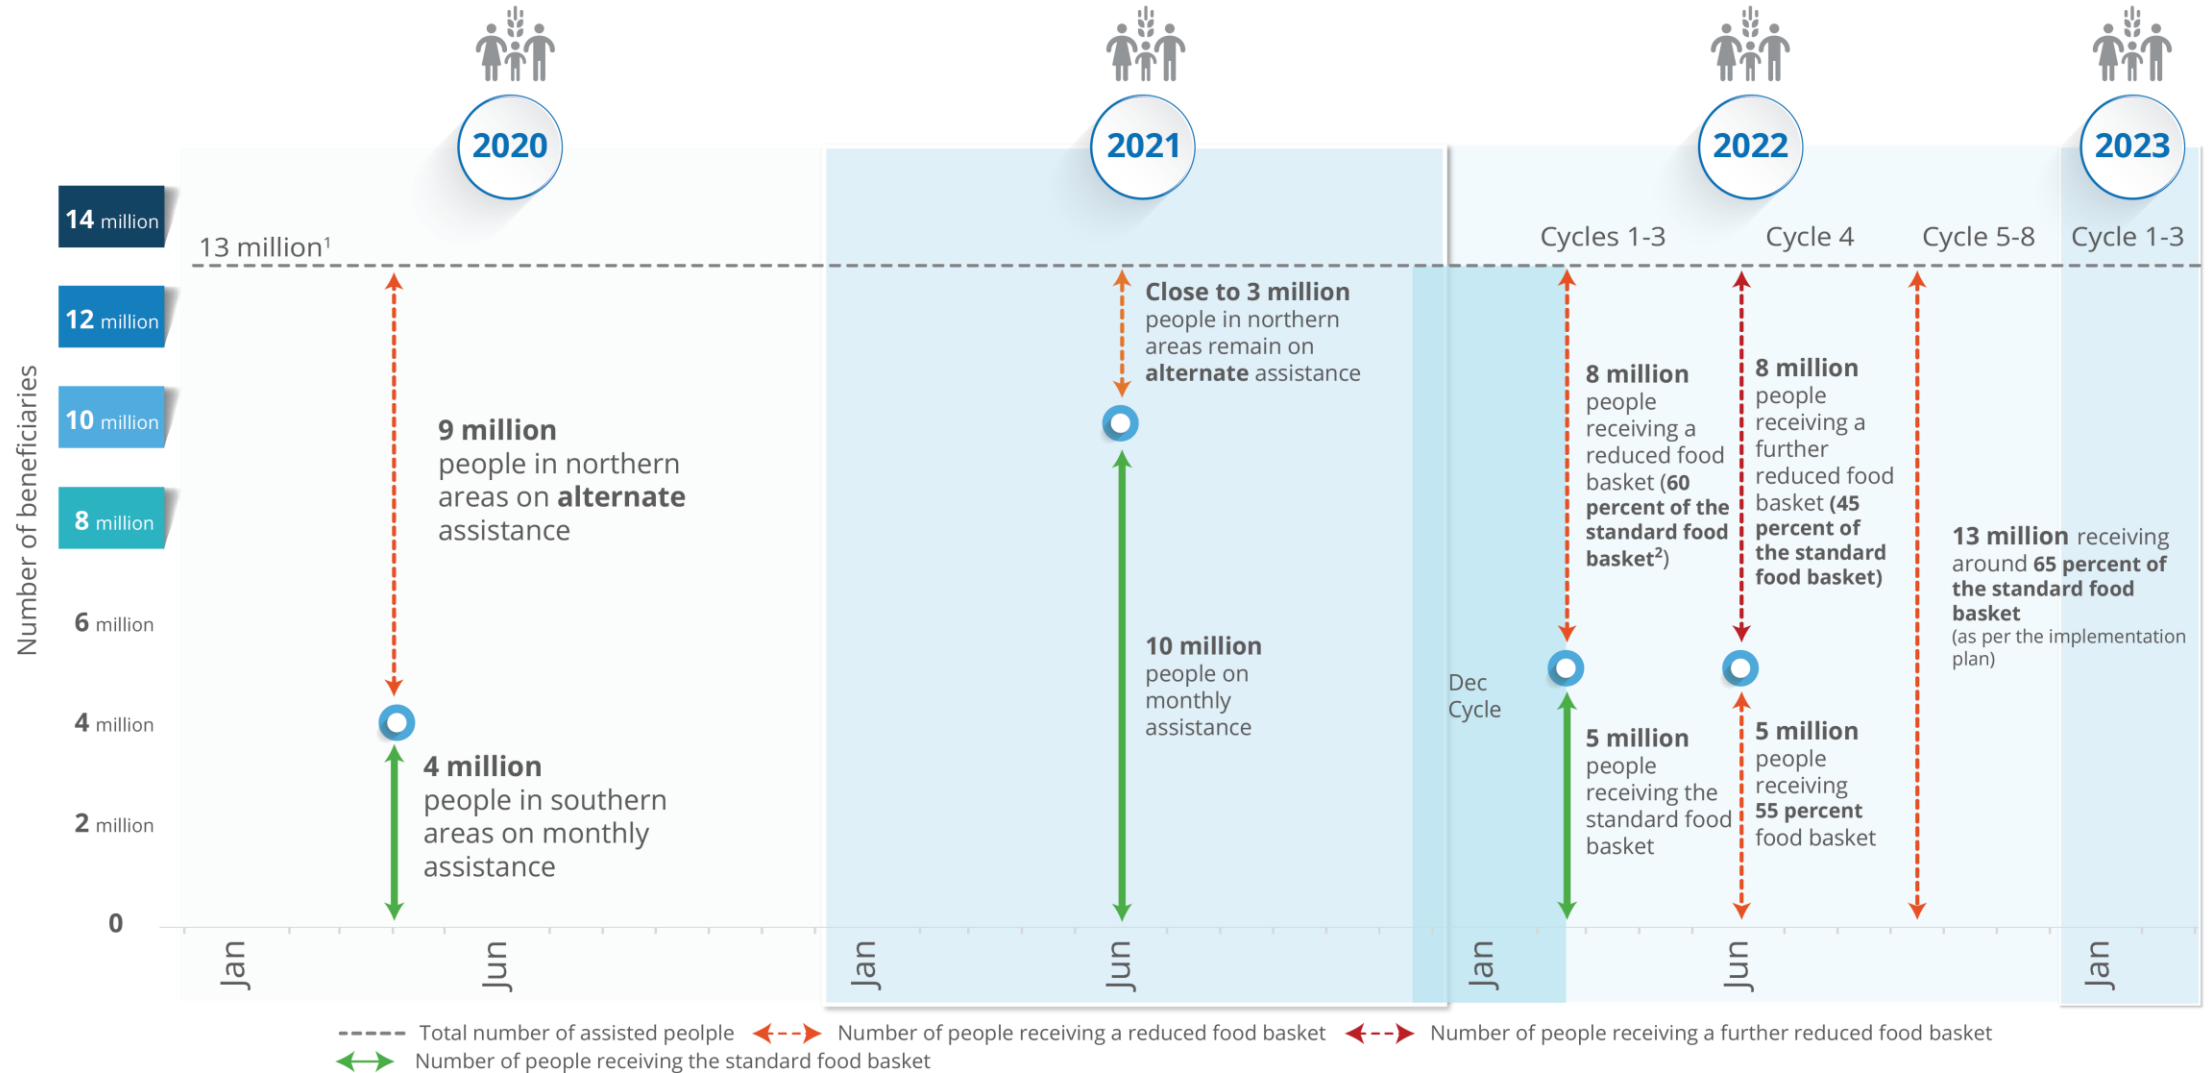 2020
2021
2022
2023
Number of beneficiaries
14 million
12 million
10 million
8 million
6 million
4 million
2 million
0
13 million¹
Cycles 1-3
Cycle 4
Cycle 5-8
Cycle 1-3
9 million
people in northern
areas on alternate
assistance
4 million
people in southern
areas on monthly
assistance
Close to 3 million
people in northern
areas remain on
alternate assistance
10 million
people on
monthly
assistance
Dec
Cycle
8 million
people
receiving a
reduced food
basket (60
percent of the
standard food
basket²)
5 million
people
receiving the
standard food
basket
8 million
people
receiving a
further
reduced food
basket (45
percent of
the standard
food basket)
5 million
people
receiving
55 percent
food basket
13 million receiving
around 65 percent of
the standard food
basket
(as per the implementation
plan)
Jan
Jun
Jan
Jun
Jan
Jun
Jan
Total number of assisted peolple
Number of people receiving a reduced food basket
Number of people receiving a further reduced food basket
Number of people receiving the standard food basket